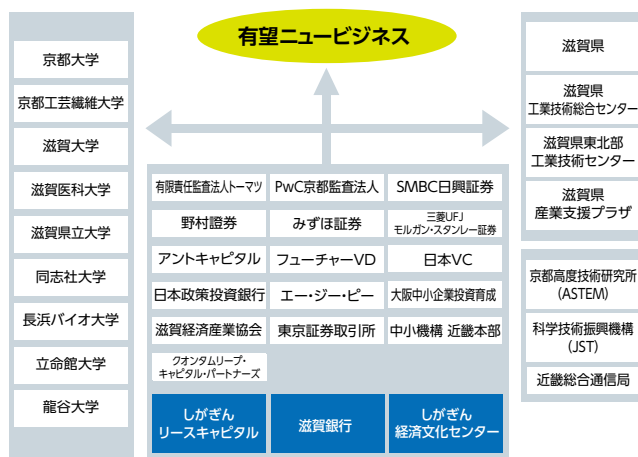 有望ニュービジネス
京都大学
京都工芸繊維大学
滋賀大学
滋賀医科大学
滋賀県立大学
同志社大学
長浜バイオ大学
立命館大学
龍谷大学
有限責任監査法人トーマツ
PwC京都監査法人
SMBC日興証券
野村證券
みずほ証券
三菱UFJ
モルガン・スタンレー証券
アントキャピタル
フューチャーVD
日本VC
日本政策投資銀行
エー・ジー・ピー
大阪中小企業投資育成
滋賀経済産業協会
東京証券取引所
中小機構 近畿本部
クオンタムリープ・
キャピタル・パートナーズ
しがぎん
リースキャピタル
滋賀銀行
しがぎん
経済文化センター
滋賀県
滋賀県
工業技術総合センター
滋賀県東北部
工業技術センター
滋賀県
産業支援プラザ
京都高度技術研究所
(ASTEM)
科学技術振興機構
(JST)
近畿総合通信局